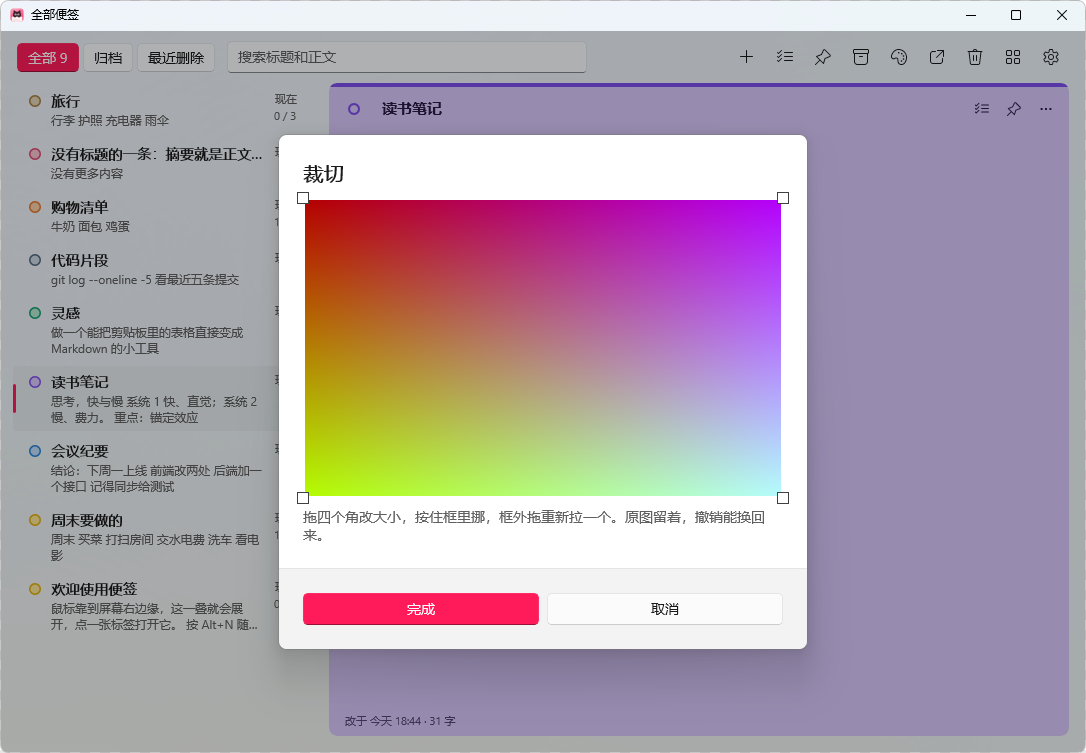 全部便签
全部 9
归档
最近删除
搜索标题和正文
旅行
现在
行李 护照 充电器 雨伞
0 / 3
没有标题的一条：摘要就是正文...
没有更多内容
购物清单
牛奶 面包 鸡蛋
代码片段
git log --oneline -5 看最近五条提交
灵感
做一个能把剪贴板里的表格直接变成
Markdown 的小工具
读书笔记
思考，快与慢 系统 1 快、直觉；系统 2
慢、费力。 重点：锚定效应
会议纪要
结论：下周一上线 前端改两处 后端加一
个接口 记得同步给测试
周末要做的
周末 买菜 打扫房间 交水电费 洗车 看电
影
欢迎使用便签
鼠标靠到屏幕右边缘，这一叠就会展
开，点一张标签打开它。 按 Alt+N 随...
读书笔记
裁切
拖四个角改大小，按住框里挪，框外拖重新拉一个。原图留着，撤销能换回
来。
完成
取消
改于 今天 18:44 · 31 字